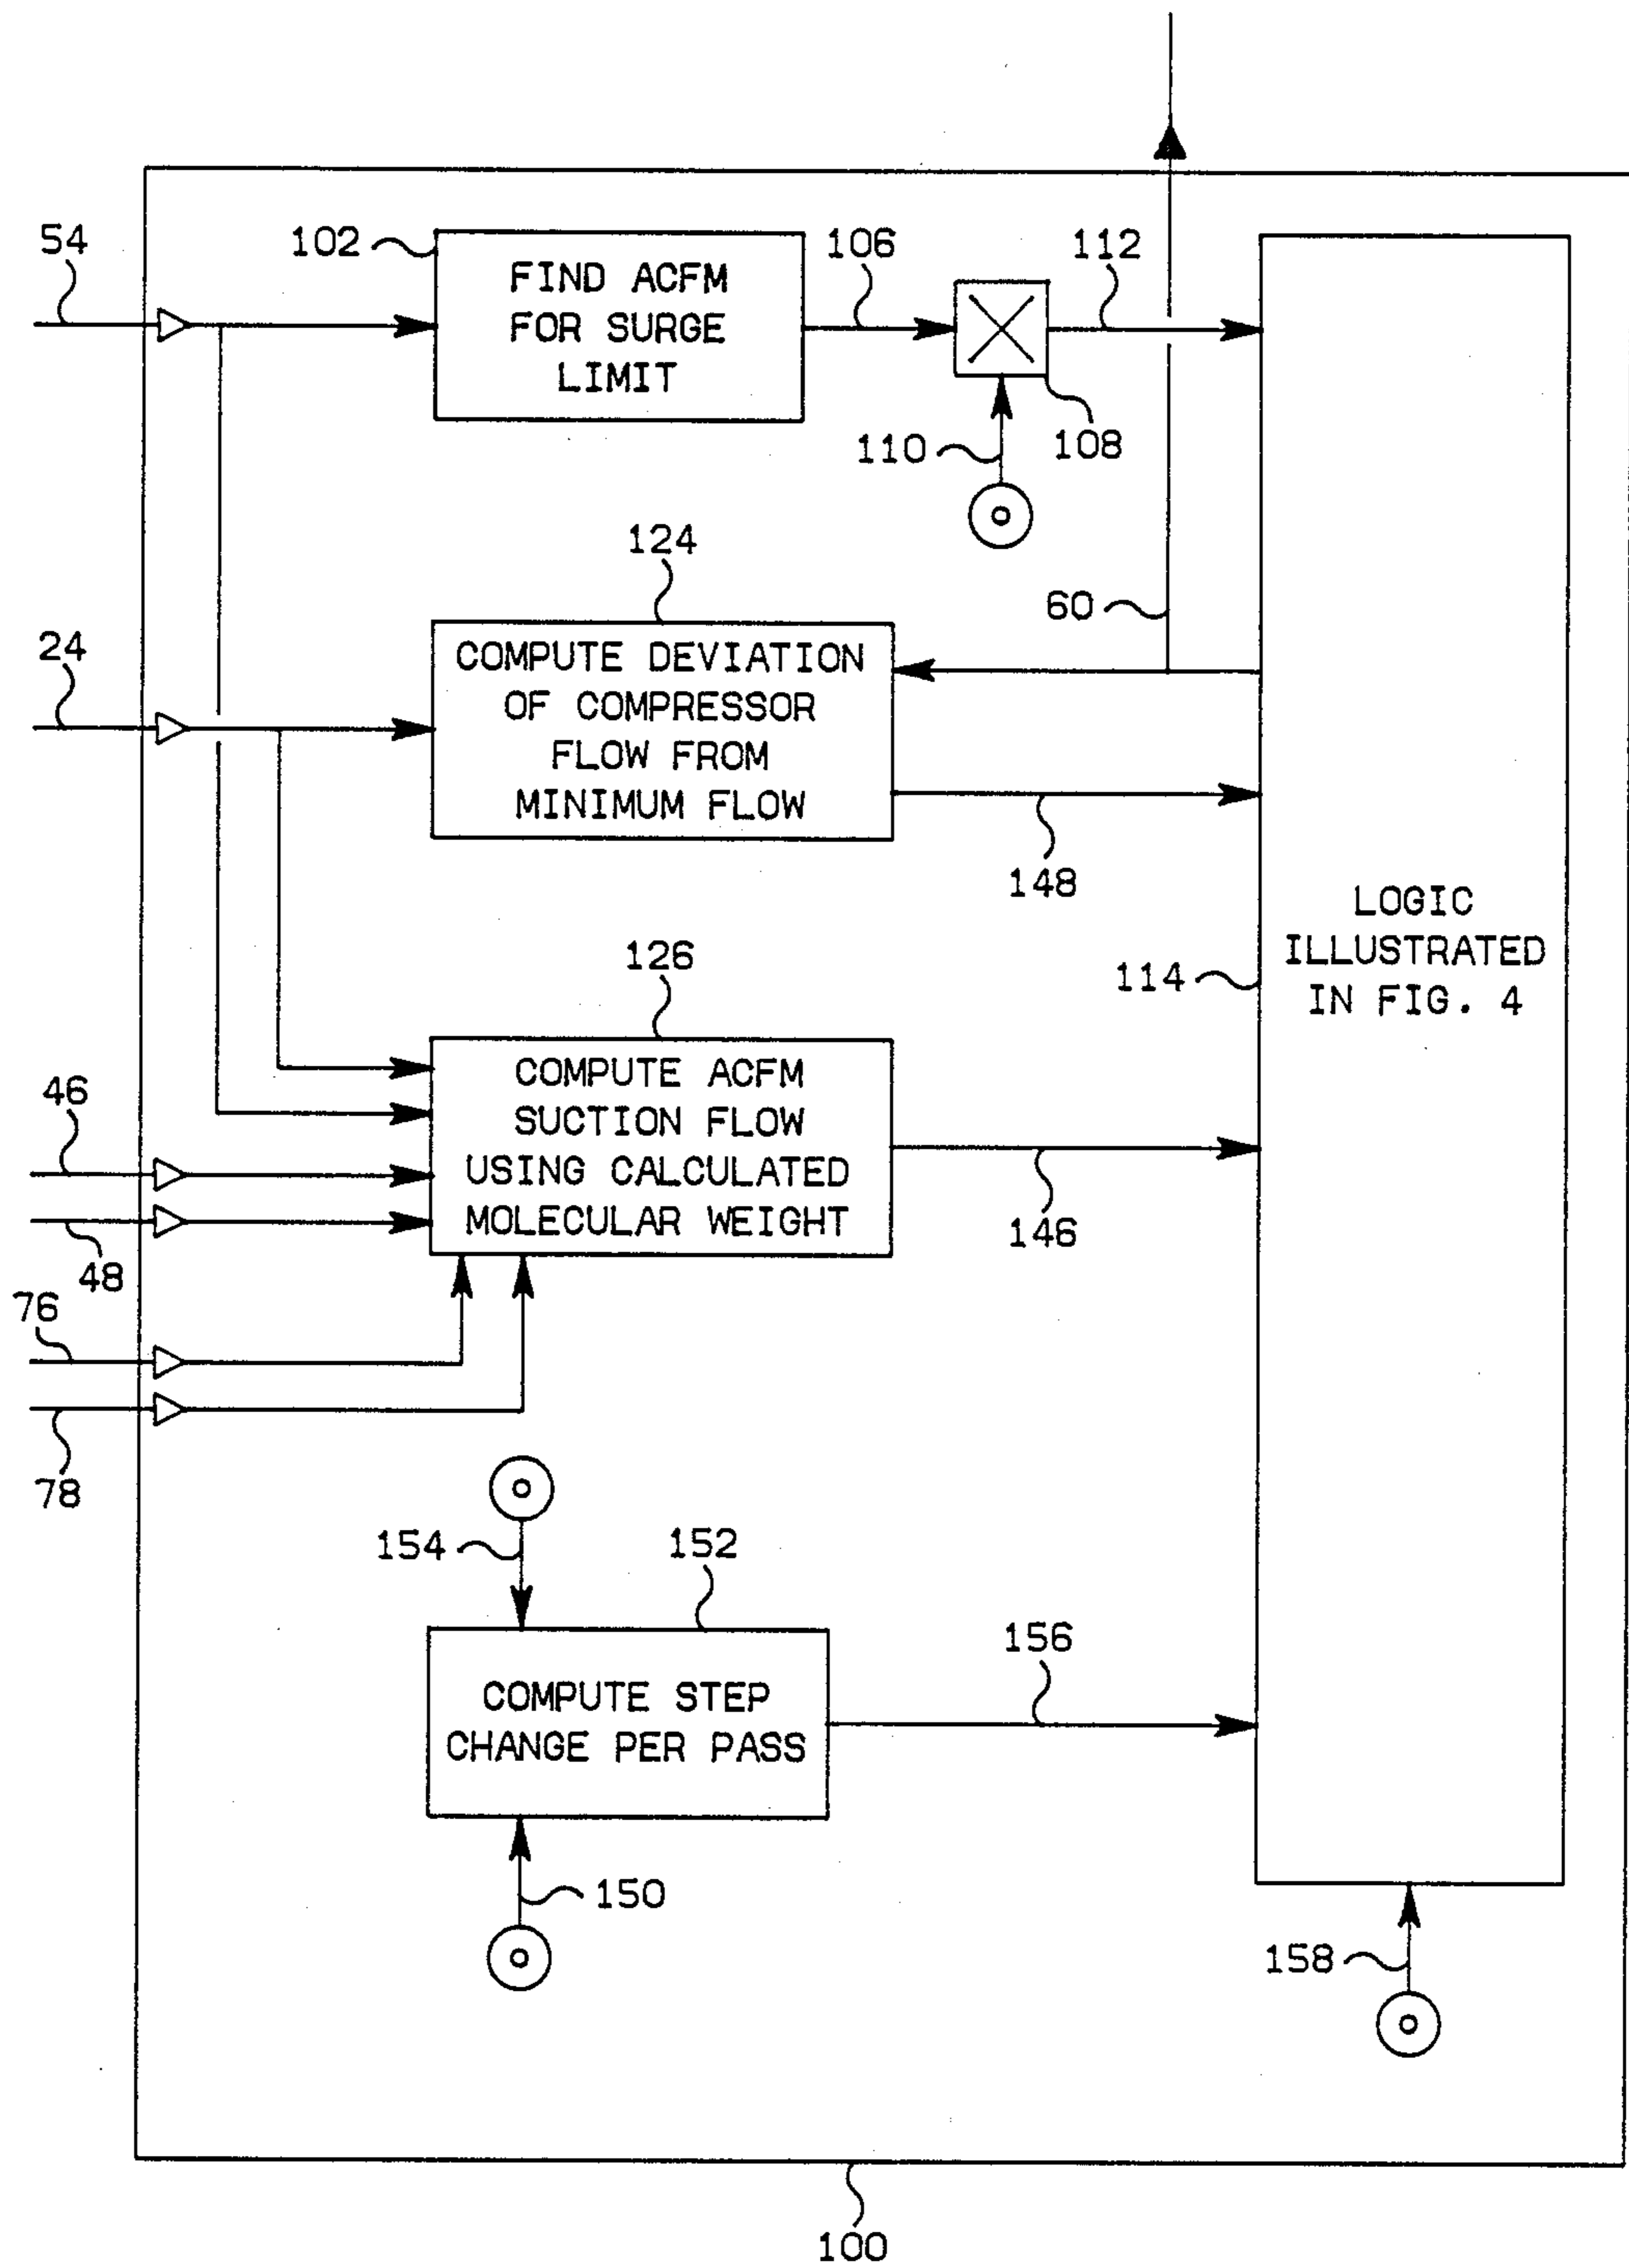 54
102
FIND ACFM
FOR SURGE
LIMIT
106
112
110
108
124
60
24
COMPUTE DEVIATION
OF COMPRESSOR
FLOW FROM
MINIMUM FLOW
148
LOGIC
ILLUSTRATED
IN FIG. 4
114
126
46
COMPUTE ACFM
SUCTION FLOW
USING CALCULATED
MOLECULAR WEIGHT
146
48
76
78
154
152
156
COMPUTE STEP
CHANGE PER PASS
150
158
100